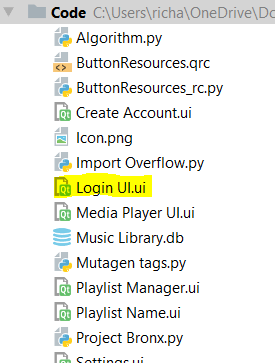 Code C:\Users\richa\OneDrive\Do
Algorithm.py
ButtonResources.qrc
ButtonResources_rc.py
Create Account.ui
Icon.png
Import Overflow.py
Login UI.ui
Media Player UI.ui
Music Library.db
Mutagen tags.py
Playlist Manager.ui
Playlist Name.ui
Project Bronx.py
Settings.ui